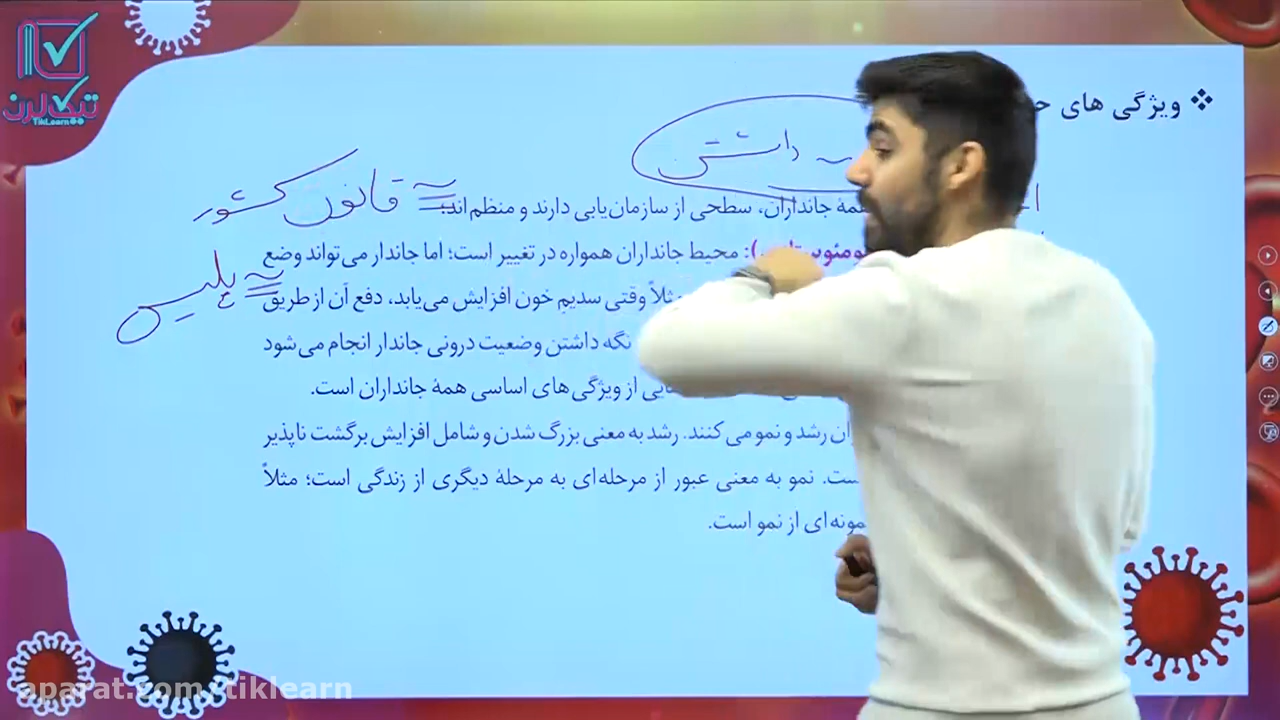 تیک لرن
TikLearn
❖ ویژگی های
داشتن
همۀ جانداران، سطحی از سازمان‌یابی دارند و منظم‌اند؛
= قانون کشور
محیط جانداران همواره در تغییر است؛ اما جاندار می‌تواند وضع
= پلیس
مثلاً وقتی سدیم خون افزایش می‌یابد، دفع آن از طریق
نگه داشتن وضعیت درونی جاندار انجام می‌شود
از ویژگی های اساسی همۀ جانداران است.
رشد و نمو می کنند. رشد به معنی بزرگ شدن و شامل افزایش برگشت ناپذیر
است. نمو به معنی عبور از مرحله‌ای به مرحلۀ دیگری از زندگی است؛ مثلاً
نمونه‌ای از نمو است.
aparat.com/tiklearn